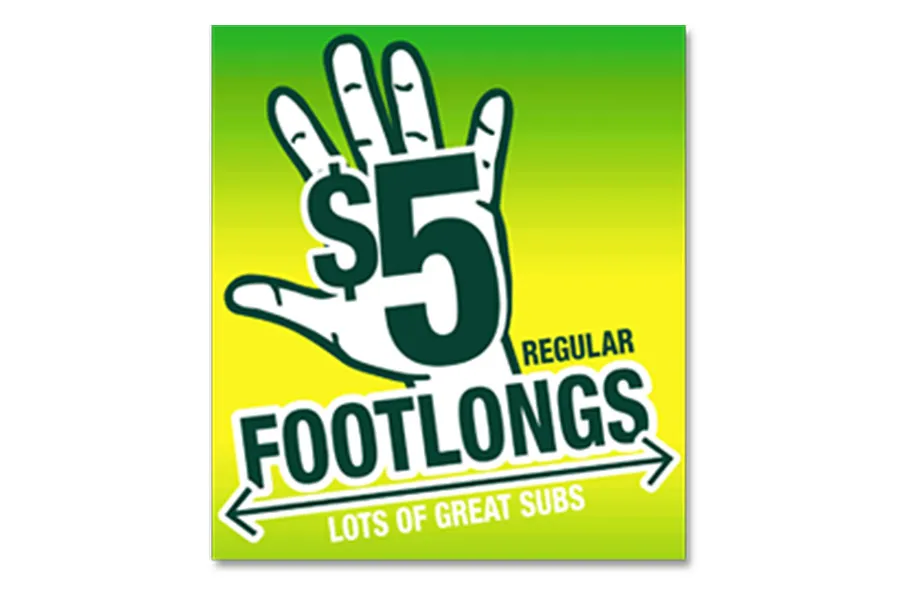 $5
REGULAR
FOOTLONGS
LOTS OF GREAT SUBS